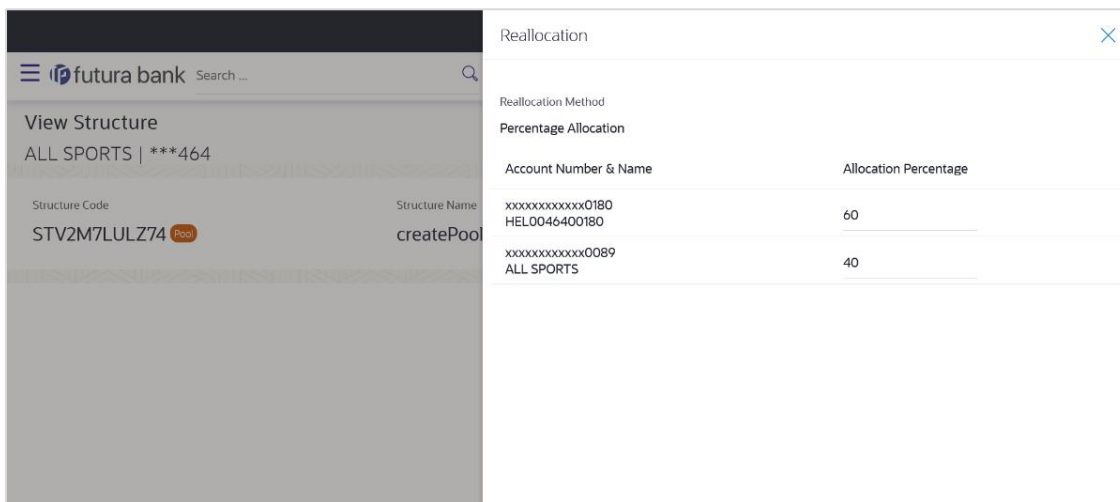 Reallocation
futura bank Search ...
View Structure
ALL SPORTS | ***464
Structure Code
STV2M7LULZ74 Pool
Structure Name
createPool
Reallocation Method
Percentage Allocation
Account Number & Name Allocation Percentage
xxxxxxxxxxxx0180
HEL0046400180
60
xxxxxxxxxxxx0089
ALL SPORTS
40